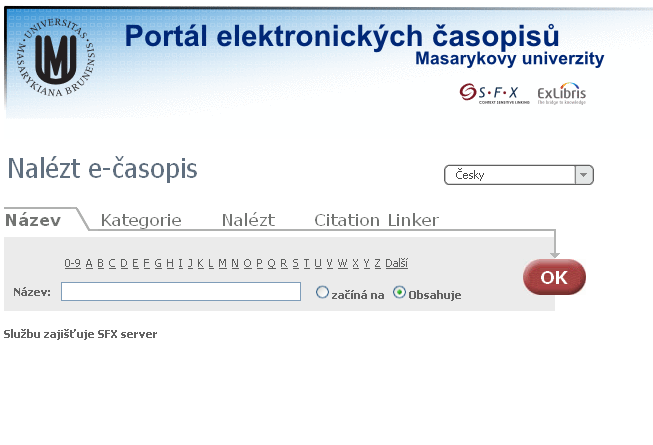 UNIVERSITAS MASARYKIANA BRUNENSIS
Portál elektronických časopisů
Masarykovy univerzity
S·F·X
CONTEXT SENSITIVE LINKING
ExLibris
The Bridge to Knowledge
Nalézt e-časopis
Česky
Název Kategorie Nalézt Citation Linker
0-9 A B C D E F G H I J K L M N O P Q R S T U V W X Y Z Další
Název: začíná na Obsahuje
OK
Službu zajišťuje SFX server